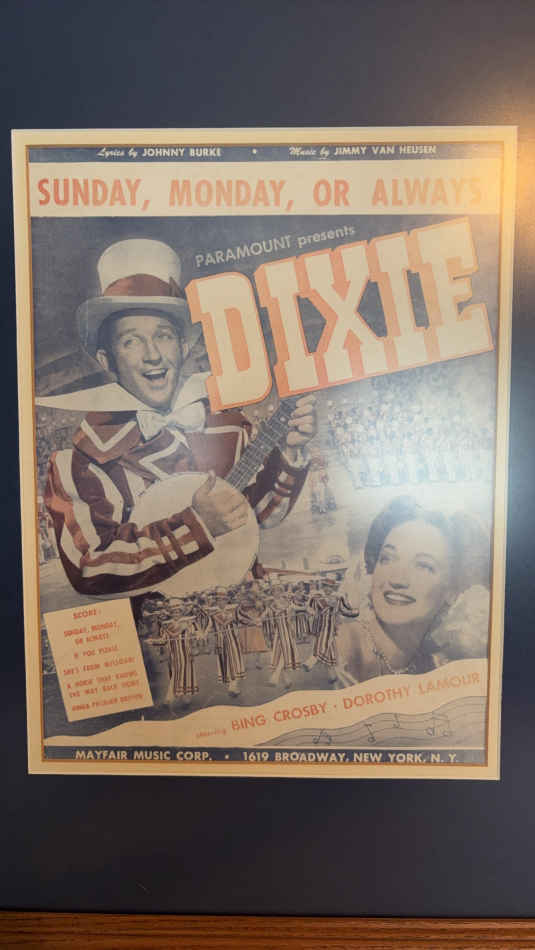 Lyrics by JOHNNY BURKE • Music by JIMMY VAN HEUSEN
SUNDAY, MONDAY, OR ALWAYS
PARAMOUNT presents
DIXIE
SCORE:
SUNDAY, MONDAY,
OR ALWAYS
IF YOU PLEASE
SHE'S FROM MISSOURI
A HORSE THAT KNOWS
THE WAY BACK HOME
starring BING CROSBY • DOROTHY LAMOUR
MAYFAIR MUSIC CORP. • 1619 BROADWAY, NEW YORK, N. Y.